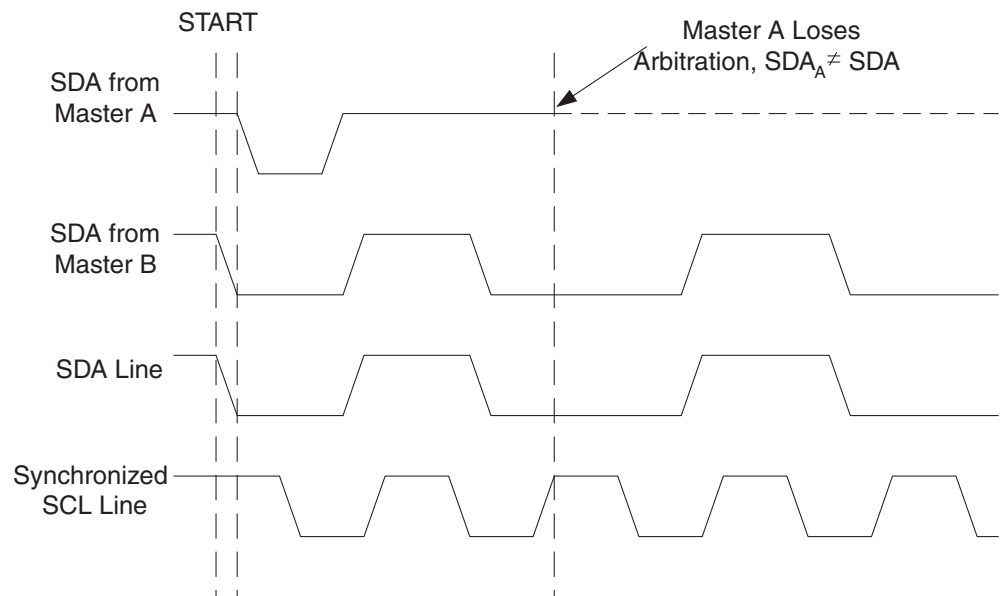 START
Master A Loses
Arbitration, SDA_A ≠ SDA
SDA from
Master A
SDA from
Master B
SDA Line
Synchronized
SCL Line